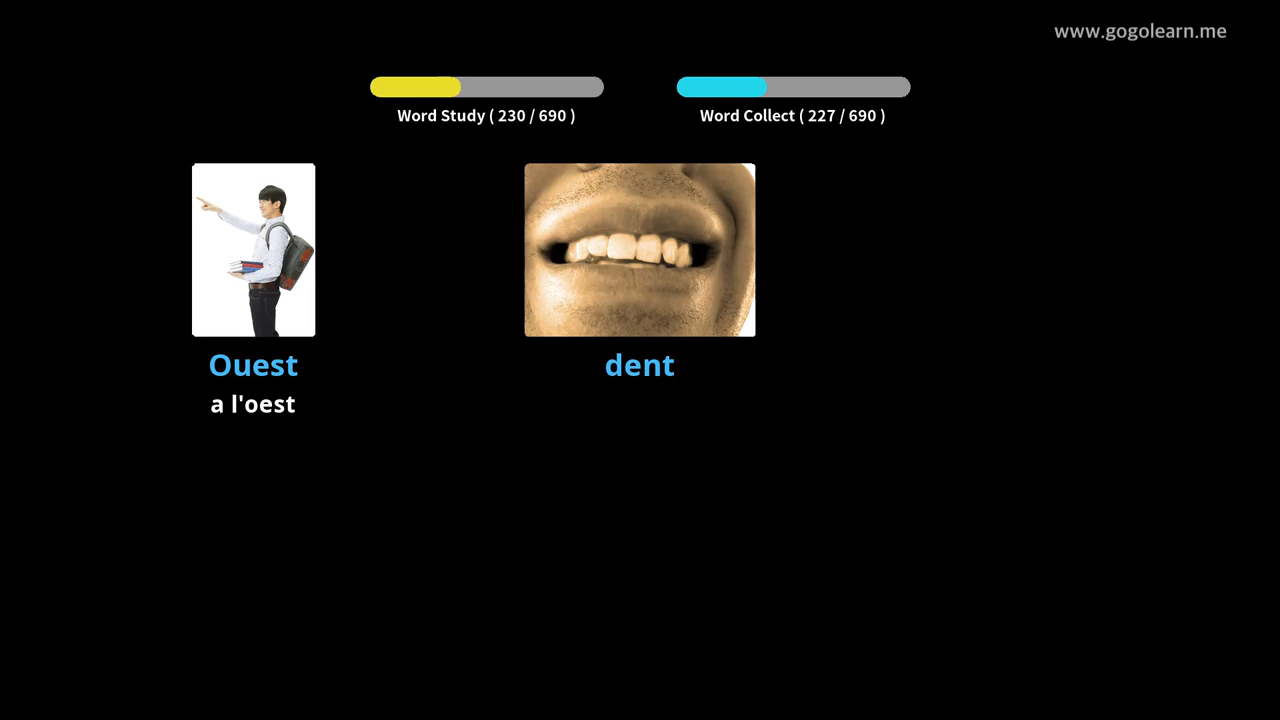 www.gogolearn.me
Word Study ( 230 / 690 )
Word Collect ( 227 / 690 )
Ouest
a l'oest
dent